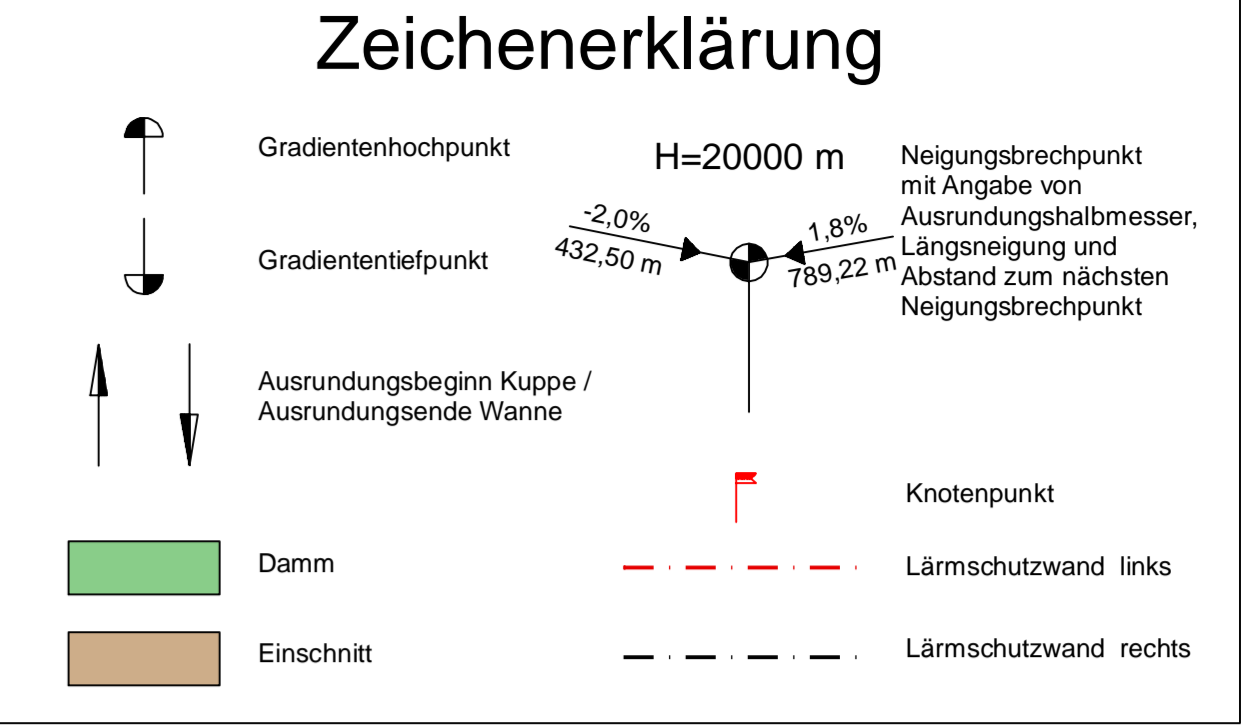 Zeichenerklärung
Gradientenhochpunkt
Gradiententiefpunkt
Ausrundungsbeginn Kuppe /
Ausrundungsende Wanne
Damm
Einschnitt
H=20000 m
-2,0%
432,50 m
1,8%
789,22 m
Neigungsbrechpunkt
mit Angabe von
Ausrundungshalbmesser,
Längsneigung und
Abstand zum nächsten
Neigungsbrechpunkt
Knotenpunkt
Lärmschutzwand links
Lärmschutzwand rechts